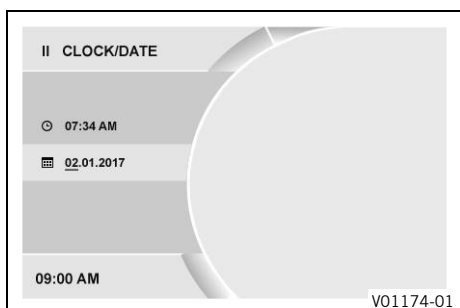 II CLOCK/DATE
07:34 AM
02.01.2017
09:00 AM
V01174-01